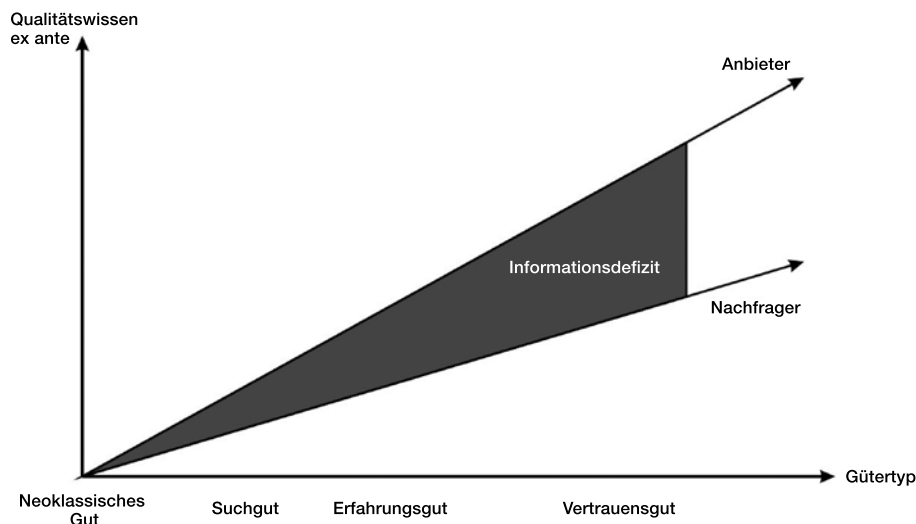 Qualitätswissen
ex ante
Anbieter
Informationsdefizit
Nachfrager
Gütertyp
Neoklassisches
Gut
Suchgut
Erfahrungsgut
Vertrauensgut